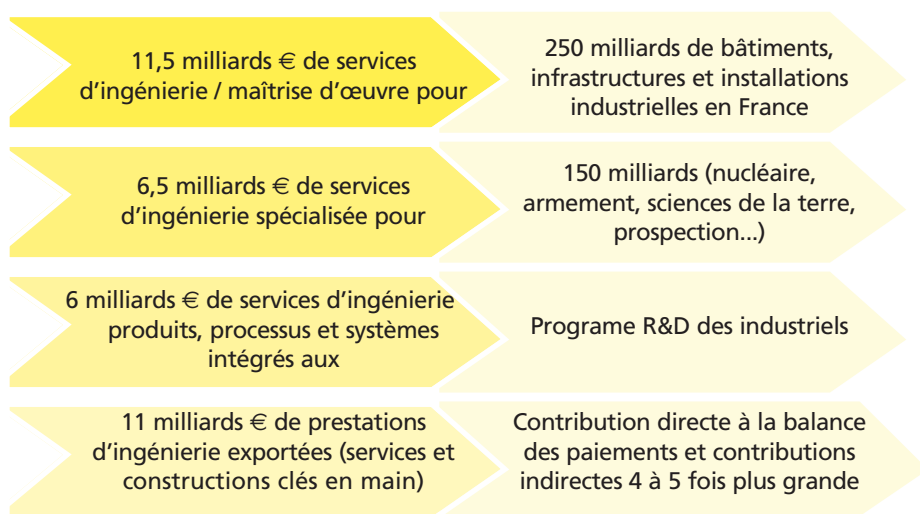 11,5 milliards € de services
d'ingénierie / maîtrise d'œuvre pour
250 milliards de bâtiments,
infrastructures et installations
industrielles en France
6,5 milliards € de services
d'ingénierie spécialisée pour
150 milliards (nucléaire,
armement, sciences de la terre,
prospection...)
6 milliards € de services d'ingénierie
produits, processus et systèmes
intégrés aux
Programe R&D des industriels
11 milliards € de prestations
d'ingénierie exportées (services et
constructions clés en main)
Contribution directe à la balance
des paiements et contributions
indirectes 4 à 5 fois plus grande